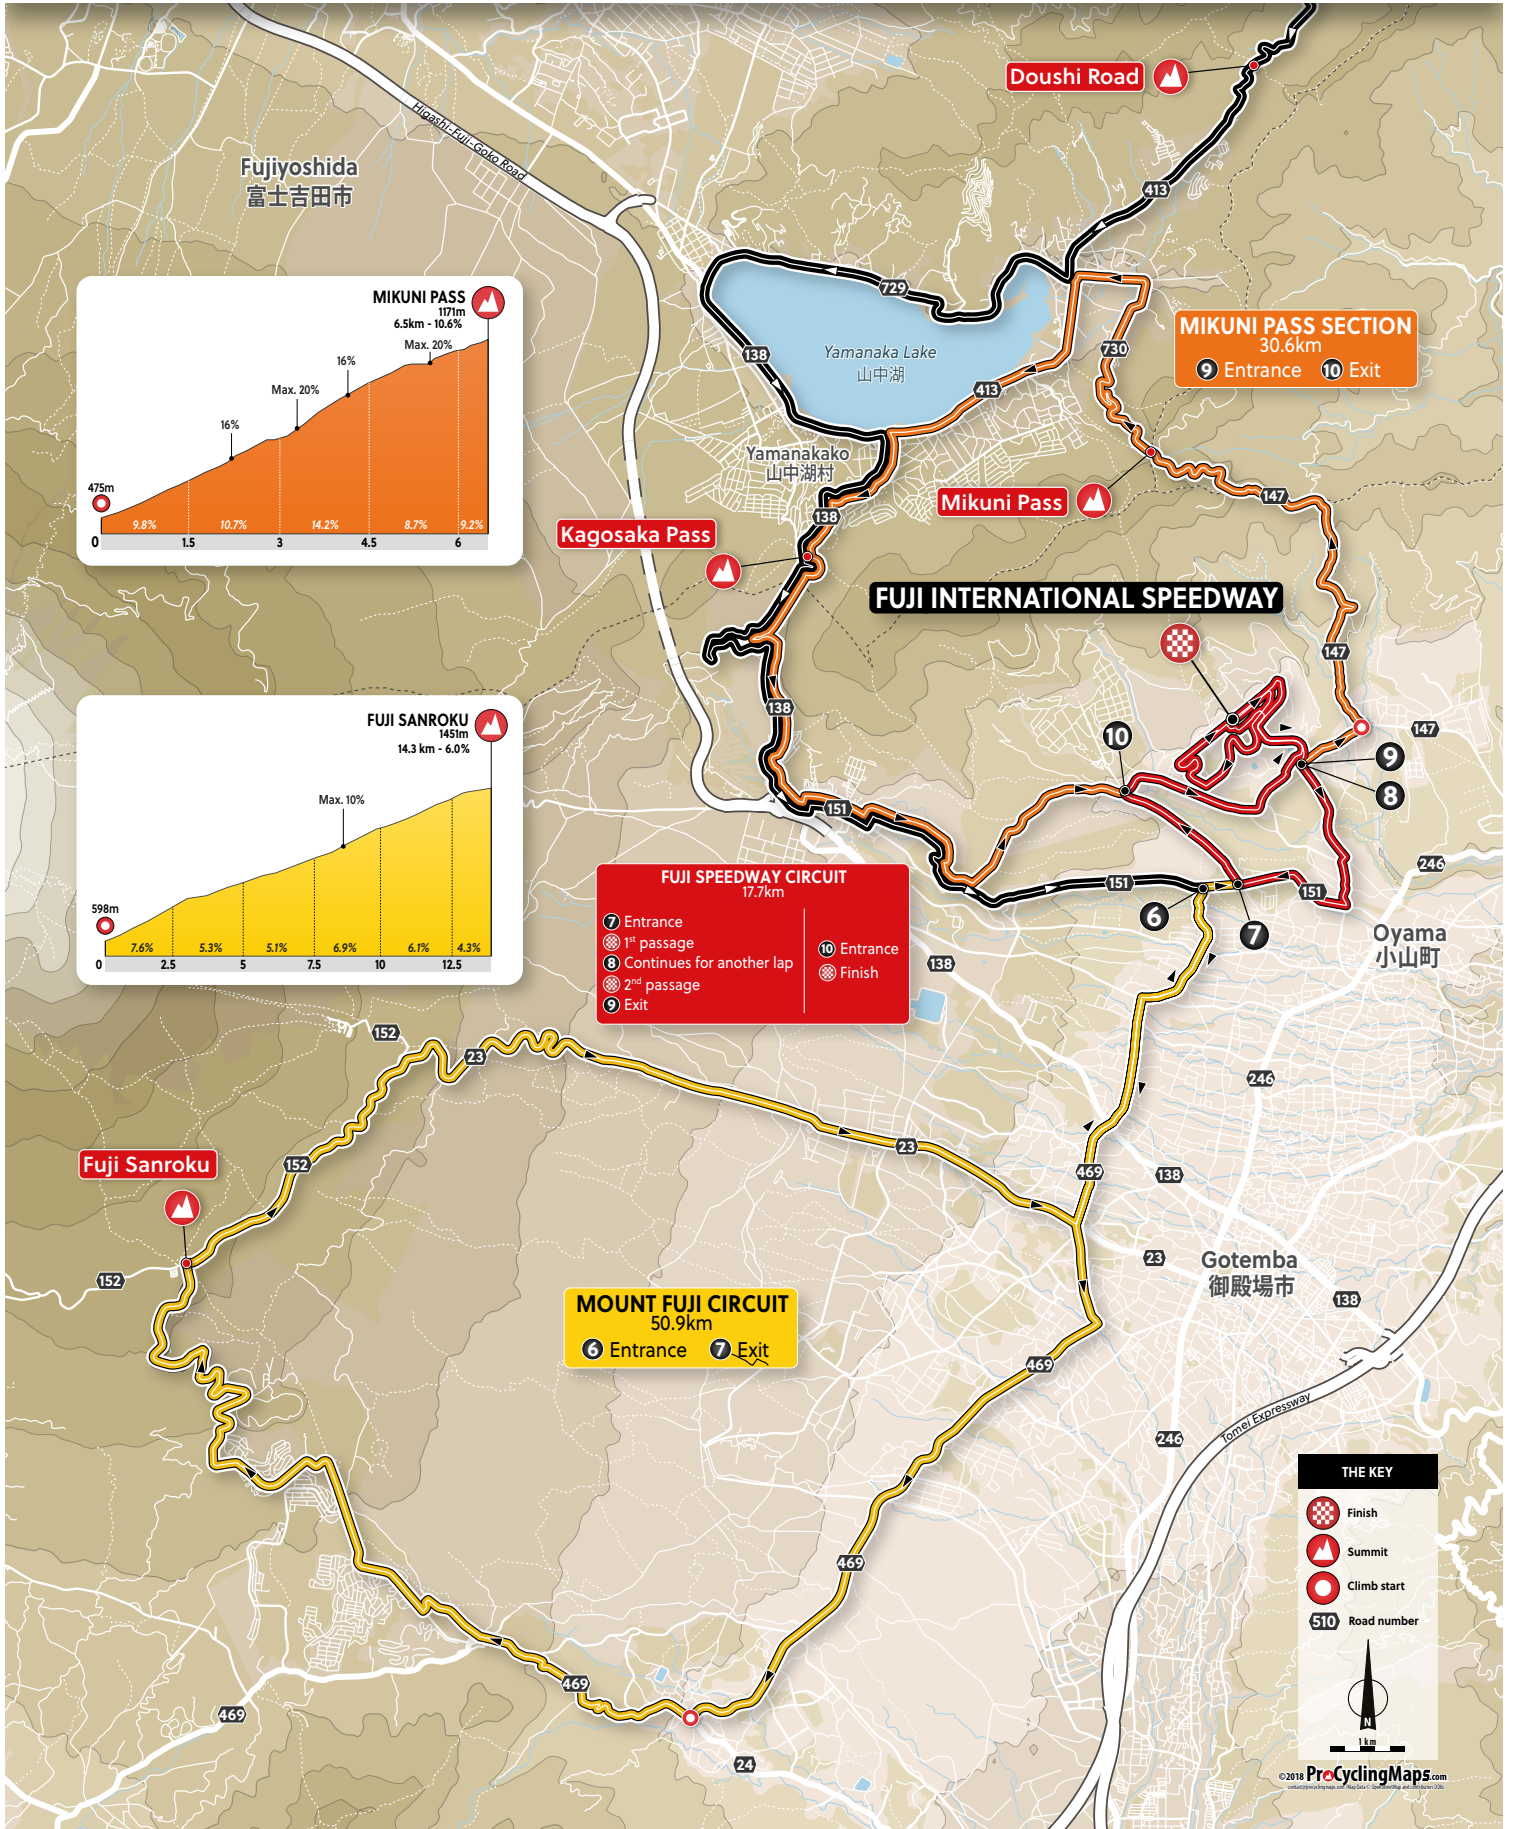 Doushi Road
Higashi-Fuji-Goko Road
Fujiyoshida
富士吉田市
413
MIKUNI PASS
1171m
6.5km - 10.6%
Max. 20%
16%
Max. 20%
16%
475m
9.8%
10.7%
14.2%
8.7%
9.2%
0
1.5
3
4.5
6
729
138
Yamanaka Lake
山中湖
413
730
MIKUNI PASS SECTION
30.6km
9 Entrance
10 Exit
Yamanakako
山中湖村
Mikuni Pass
147
138
Kagosaka Pass
FUJI INTERNATIONAL SPEEDWAY
147
138
147
10
9
8
FUJI SANROKU
1451m
14.3 km - 6.0%
Max. 10%
598m
7.6%
5.3%
5.1%
6.9%
6.1%
4.3%
0
2.5
5
7.5
10
12.5
151
246
151
151
6
7
FUJI SPEEDWAY CIRCUIT
17.7km
7 Entrance
1st passage
8 Continues for another lap
2nd passage
9 Exit
10 Entrance
Finish
Oyama
小山町
138
152
23
246
23
469
138
152
Fuji Sanroku
152
23
Gotemba
御殿場市
138
MOUNT FUJI CIRCUIT
50.9km
6 Entrance
7 Exit
469
Tomei Expressway
246
469
469
469
24
THE KEY
Finish
Summit
Climb start
510 Road number
N
1 km
©2018 ProCyclingMaps.com